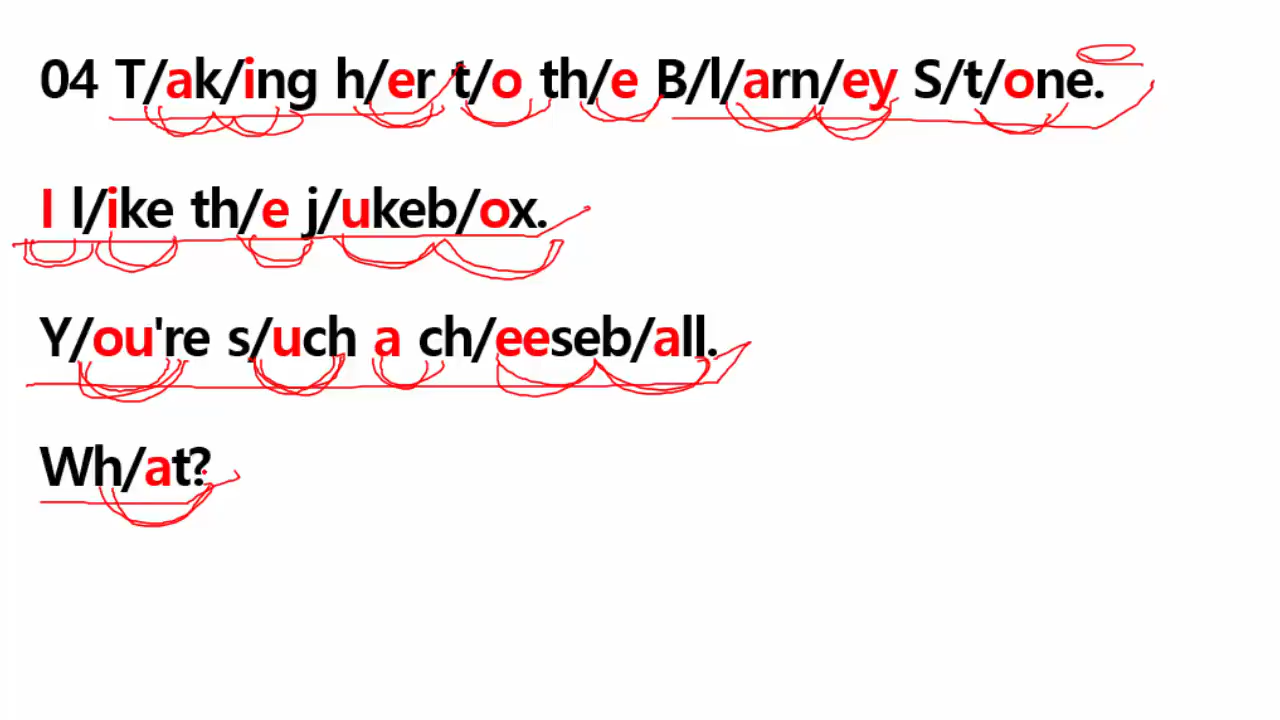 04 T/ak/ing h/er t/o th/e B/l/arn/ey S/t/one.
I l/ike th/e j/ukeb/ox.
Y/ou're s/uch a ch/eeseb/all.
Wh/at?